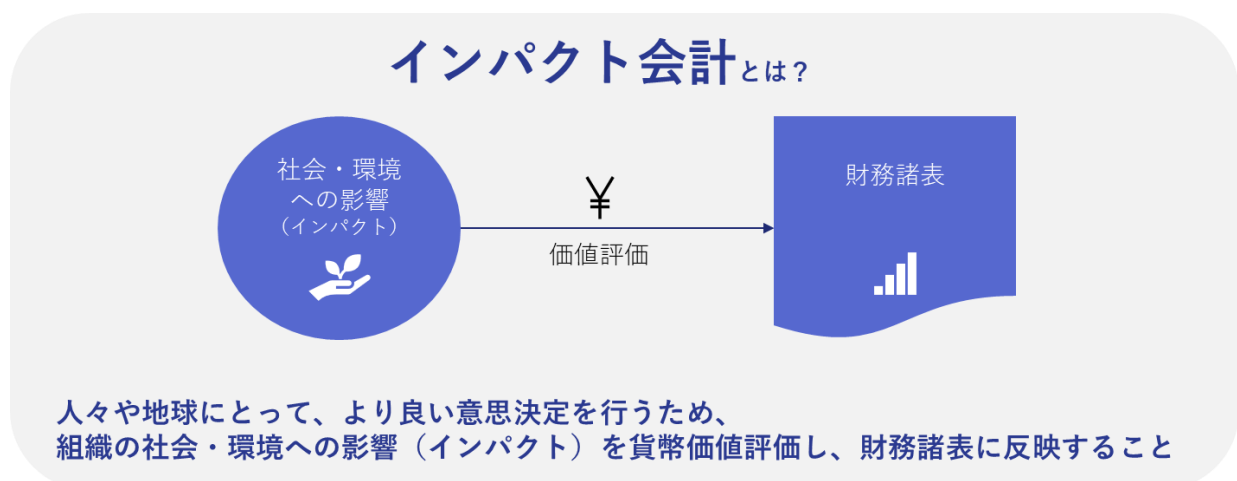 インパクト会計とは？
社会・環境
への影響
（インパクト）
¥
価値評価
財務諸表
人々や地球にとって、より良い意思決定を行うため、
組織の社会・環境への影響（インパクト）を貨幣価値評価し、財務諸表に反映すること